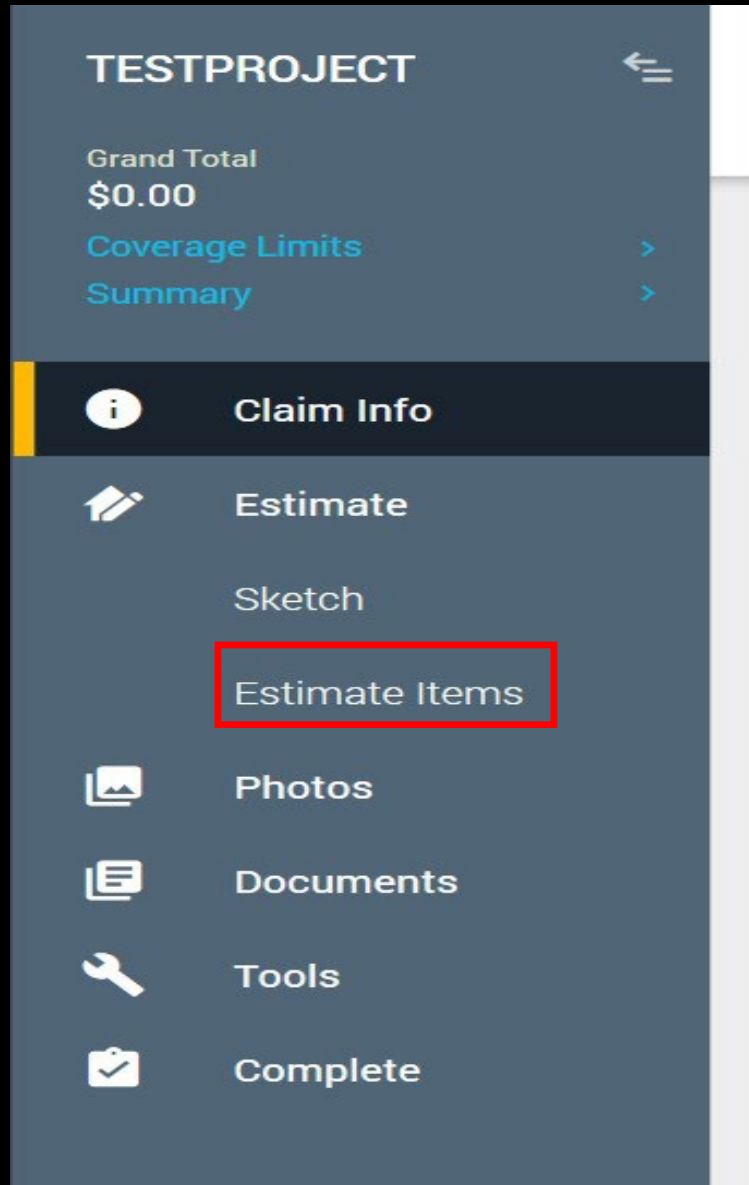 TESTPROJECT
Grand Total
$0.00
Coverage Limits >
Summary >
Claim Info
Estimate
Sketch
Estimate Items
Photos
Documents
Tools
Complete